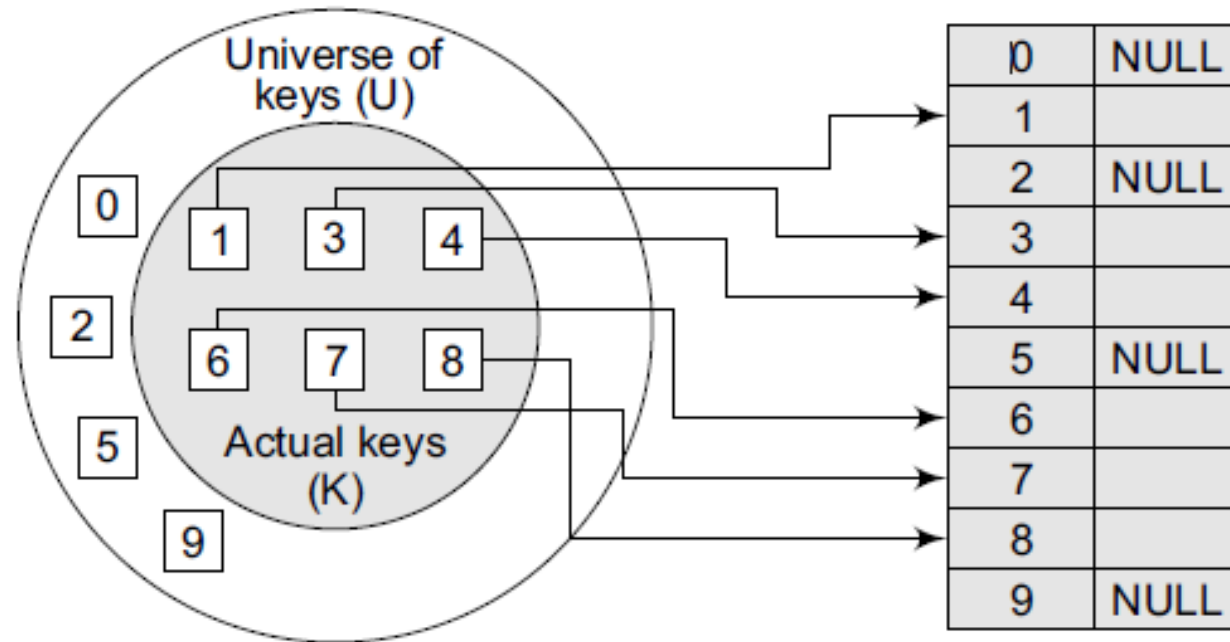 Universe of
keys (U)
0
1 3 4
2
6 7 8
5
Actual keys
(K)
9
0 NULL
1
2 NULL
3
4
5 NULL
6
7
8
9 NULL